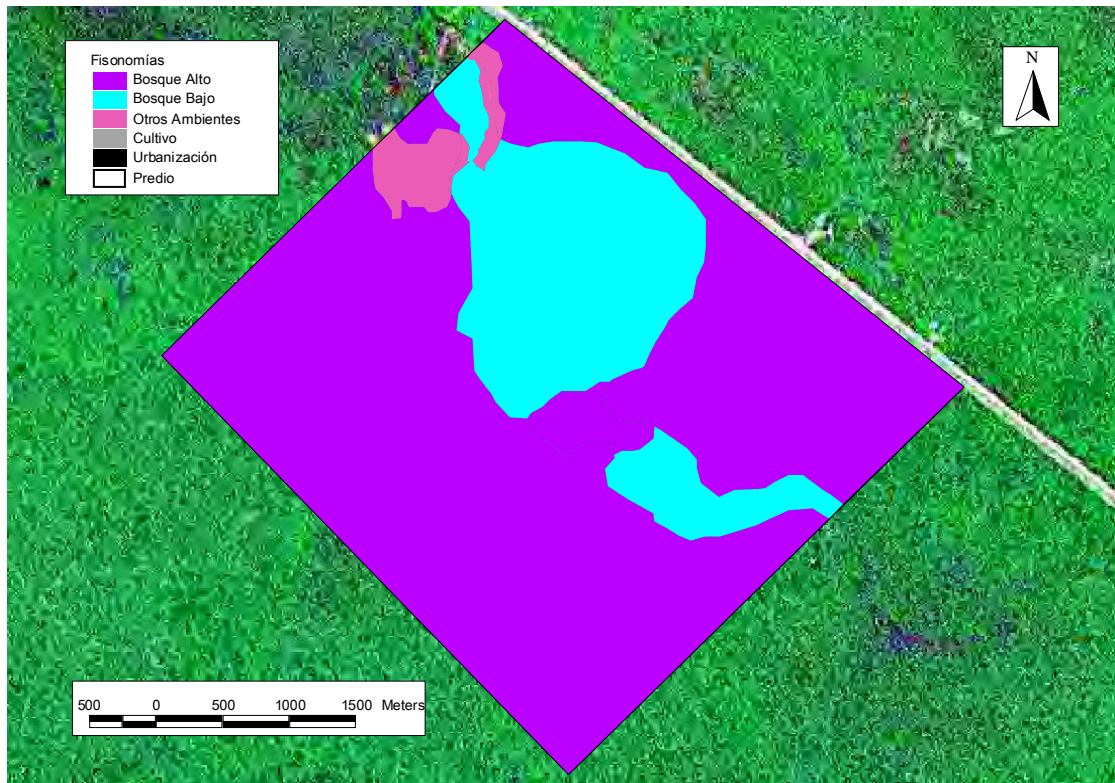 Fisonomías
Bosque Alto
Bosque Bajo
Otros Ambientes
Cultivo
Urbanización
Predio
N
500 0 500 1000 1500 Meters